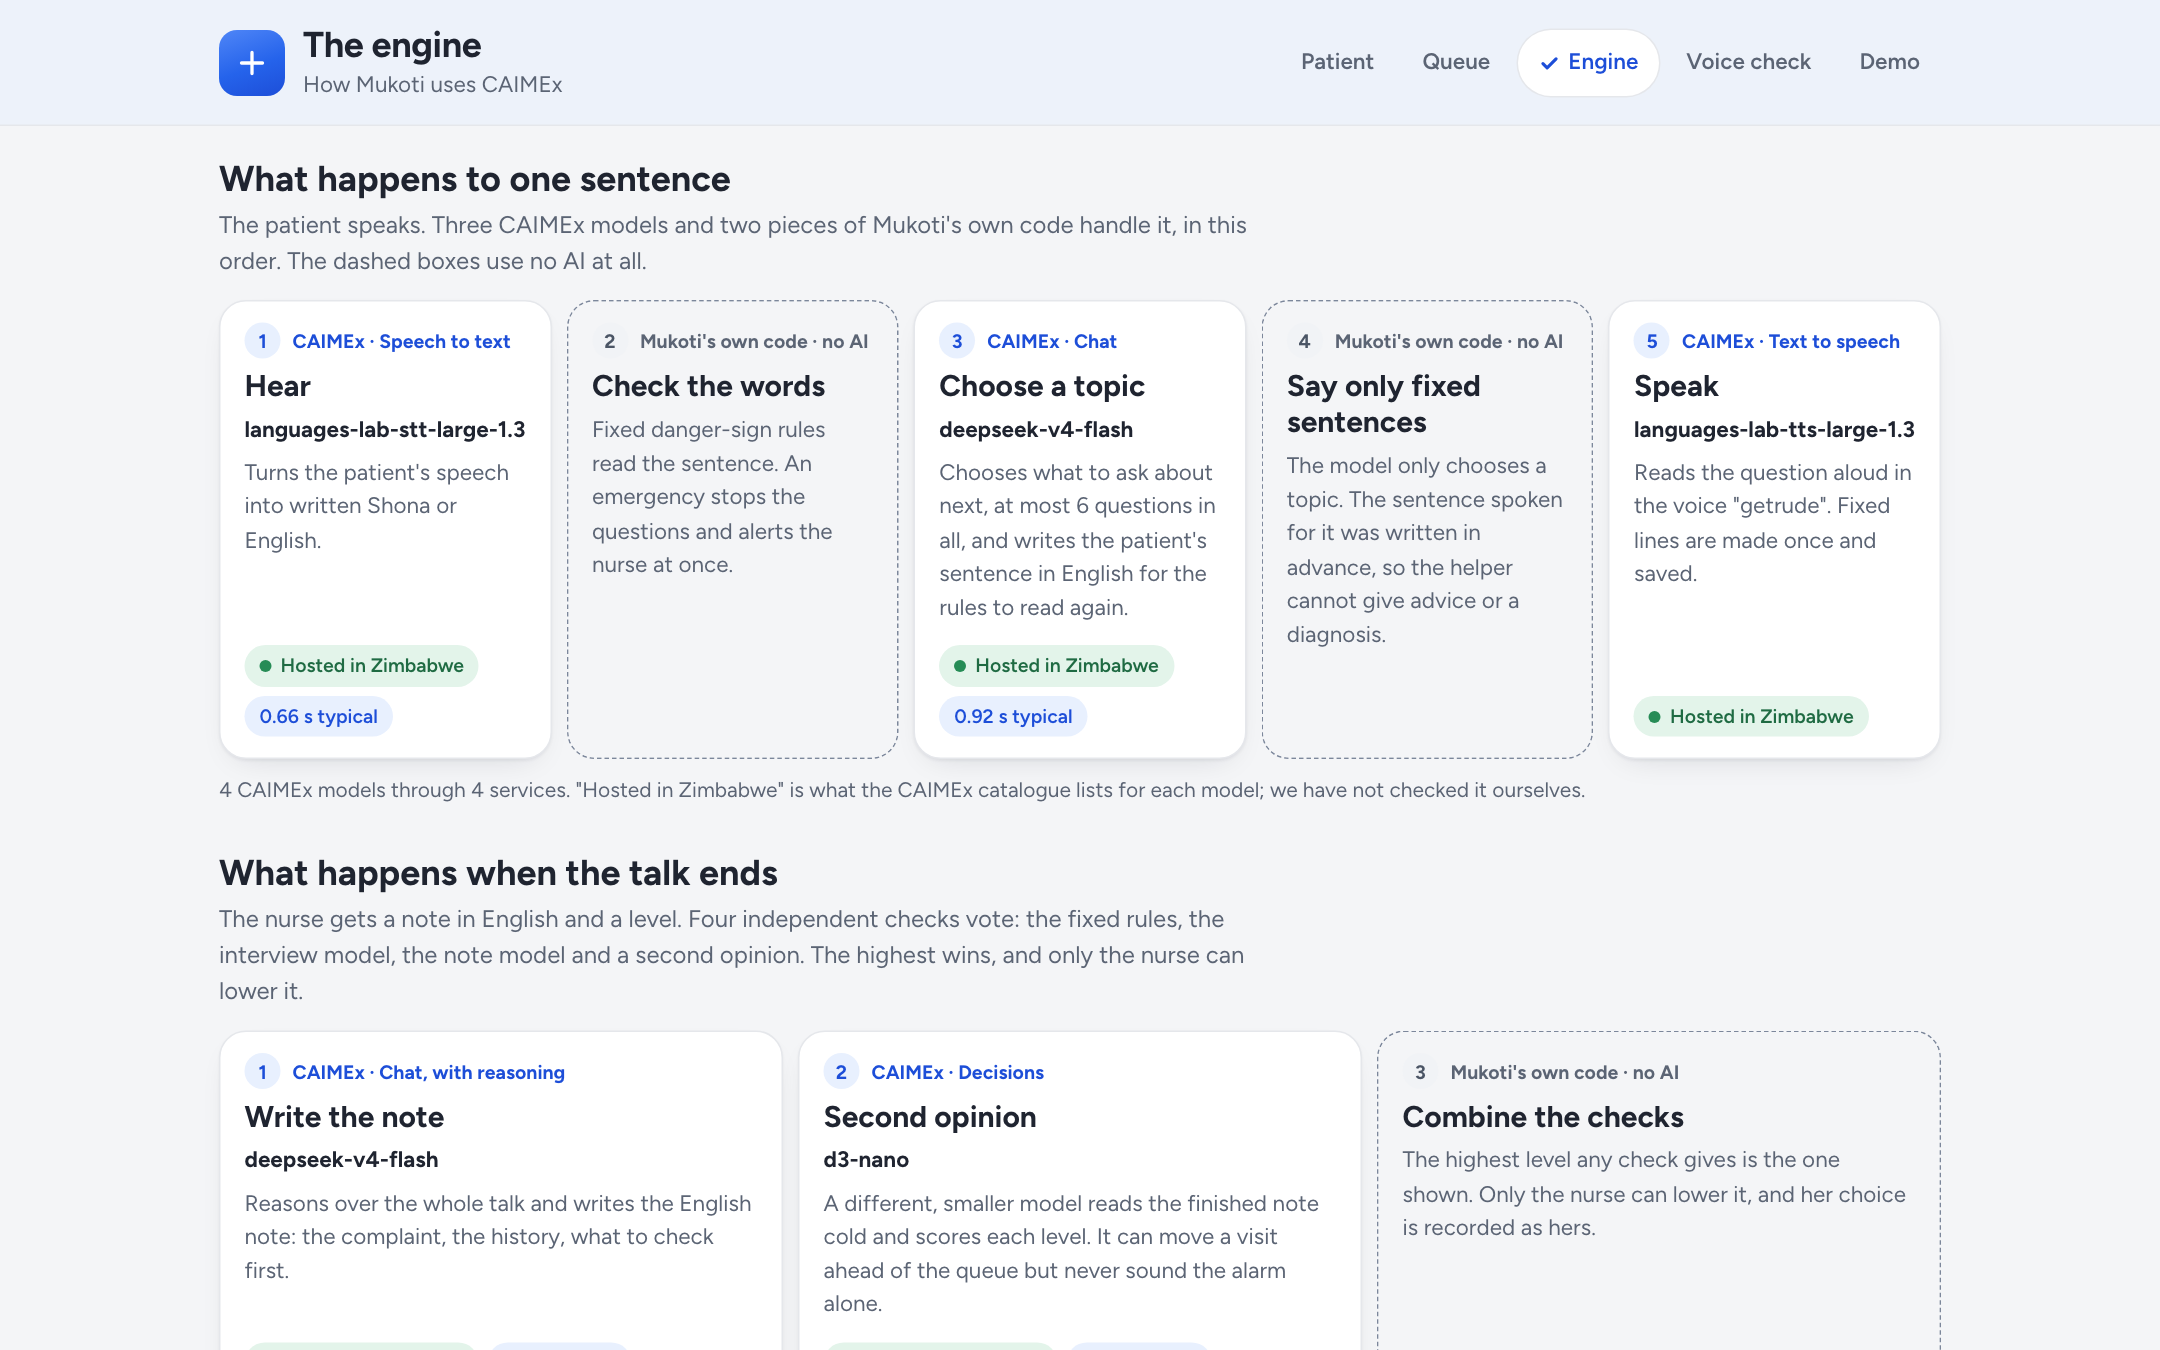 The engine
How Mukoti uses CAIMEx
Patient
Queue
Engine
Voice check
Demo
What happens to one sentence
The patient speaks. Three CAIMEx models and two pieces of Mukoti's own code handle it, in this
order. The dashed boxes use no AI at all.
1 CAIMEx · Speech to text
Hear
languages-lab-stt-large-1.3
Turns the patient's speech
into written Shona or
English.
Hosted in Zimbabwe
0.66 s typical
2 Mukoti's own code · no AI
Check the words
Fixed danger-sign rules
read the sentence. An
emergency stops the
questions and alerts the
nurse at once.
3 CAIMEx · Chat
Choose a topic
deepseek-v4-flash
Chooses what to ask about
next, at most 6 questions in
all, and writes the patient's
sentence in English for the
rules to read again.
Hosted in Zimbabwe
0.92 s typical
4 Mukoti's own code · no AI
Say only fixed
sentences
The model only chooses a
topic. The sentence spoken
for it was written in
advance, so the helper
cannot give advice or a
diagnosis.
5 CAIMEx · Text to speech
Speak
languages-lab-tts-large-1.3
Reads the question aloud in
the voice "getrude". Fixed
lines are made once and
saved.
Hosted in Zimbabwe
4 CAIMEx models through 4 services. "Hosted in Zimbabwe" is what the CAIMEx catalogue lists for each model; we have not checked it ourselves.
What happens when the talk ends
The nurse gets a note in English and a level. Four independent checks vote: the fixed rules, the
interview model, the note model and a second opinion. The highest wins, and only the nurse can
lower it.
1 CAIMEx · Chat, with reasoning
Write the note
deepseek-v4-flash
Reasons over the whole talk and writes the English
note: the complaint, the history, what to check
first.
2 CAIMEx · Decisions
Second opinion
d3-nano
A different, smaller model reads the finished note
cold and scores each level. It can move a visit
ahead of the queue but never sound the alarm
alone.
3 Mukoti's own code · no AI
Combine the checks
The highest level any check gives is the one
shown. Only the nurse can lower it, and her choice
is recorded as hers.